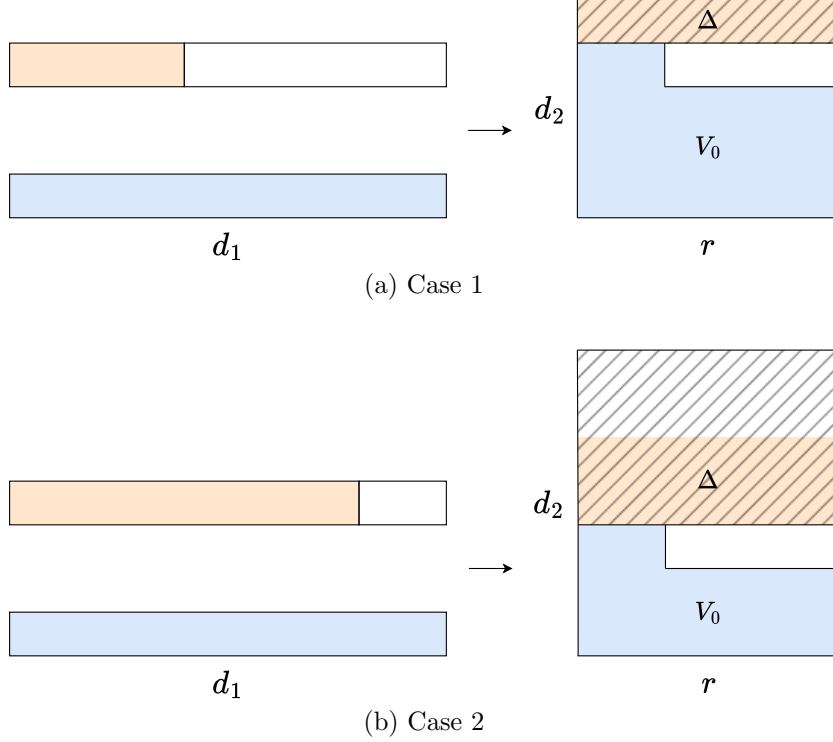 Δ
d₂
V₀
d₁
r
(a) Case 1
Δ
d₂
V₀
d₁
r
(b) Case 2